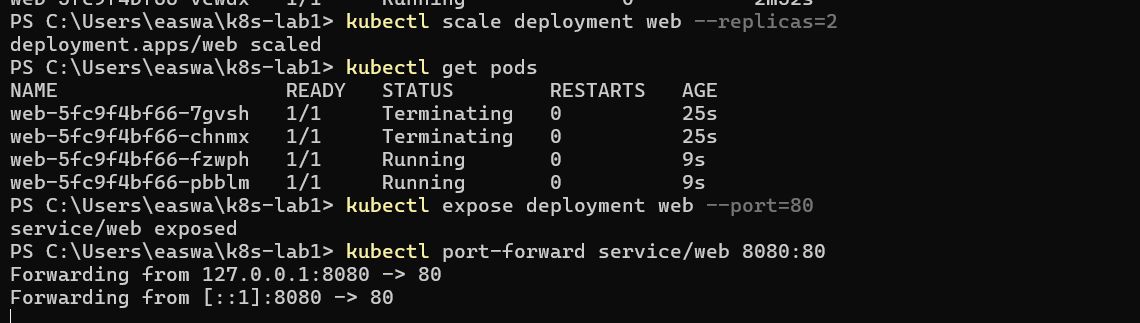 PS C:\Users\easwa\k8s-lab1> kubectl scale deployment web --replicas=2
deployment.apps/web scaled
PS C:\Users\easwa\k8s-lab1> kubectl get pods
NAME                   READY   STATUS        RESTARTS   AGE
web-5fc9f4bf66-7gvsh   1/1     Terminating   0          25s
web-5fc9f4bf66-chnmx   1/1     Terminating   0          25s
web-5fc9f4bf66-fzwph   1/1     Running       0          9s
web-5fc9f4bf66-pbblm   1/1     Running       0          9s
PS C:\Users\easwa\k8s-lab1> kubectl expose deployment web --port=80
service/web exposed
PS C:\Users\easwa\k8s-lab1> kubectl port-forward service/web 8080:80
Forwarding from 127.0.0.1:8080 -> 80
Forwarding from [::1]:8080 -> 80